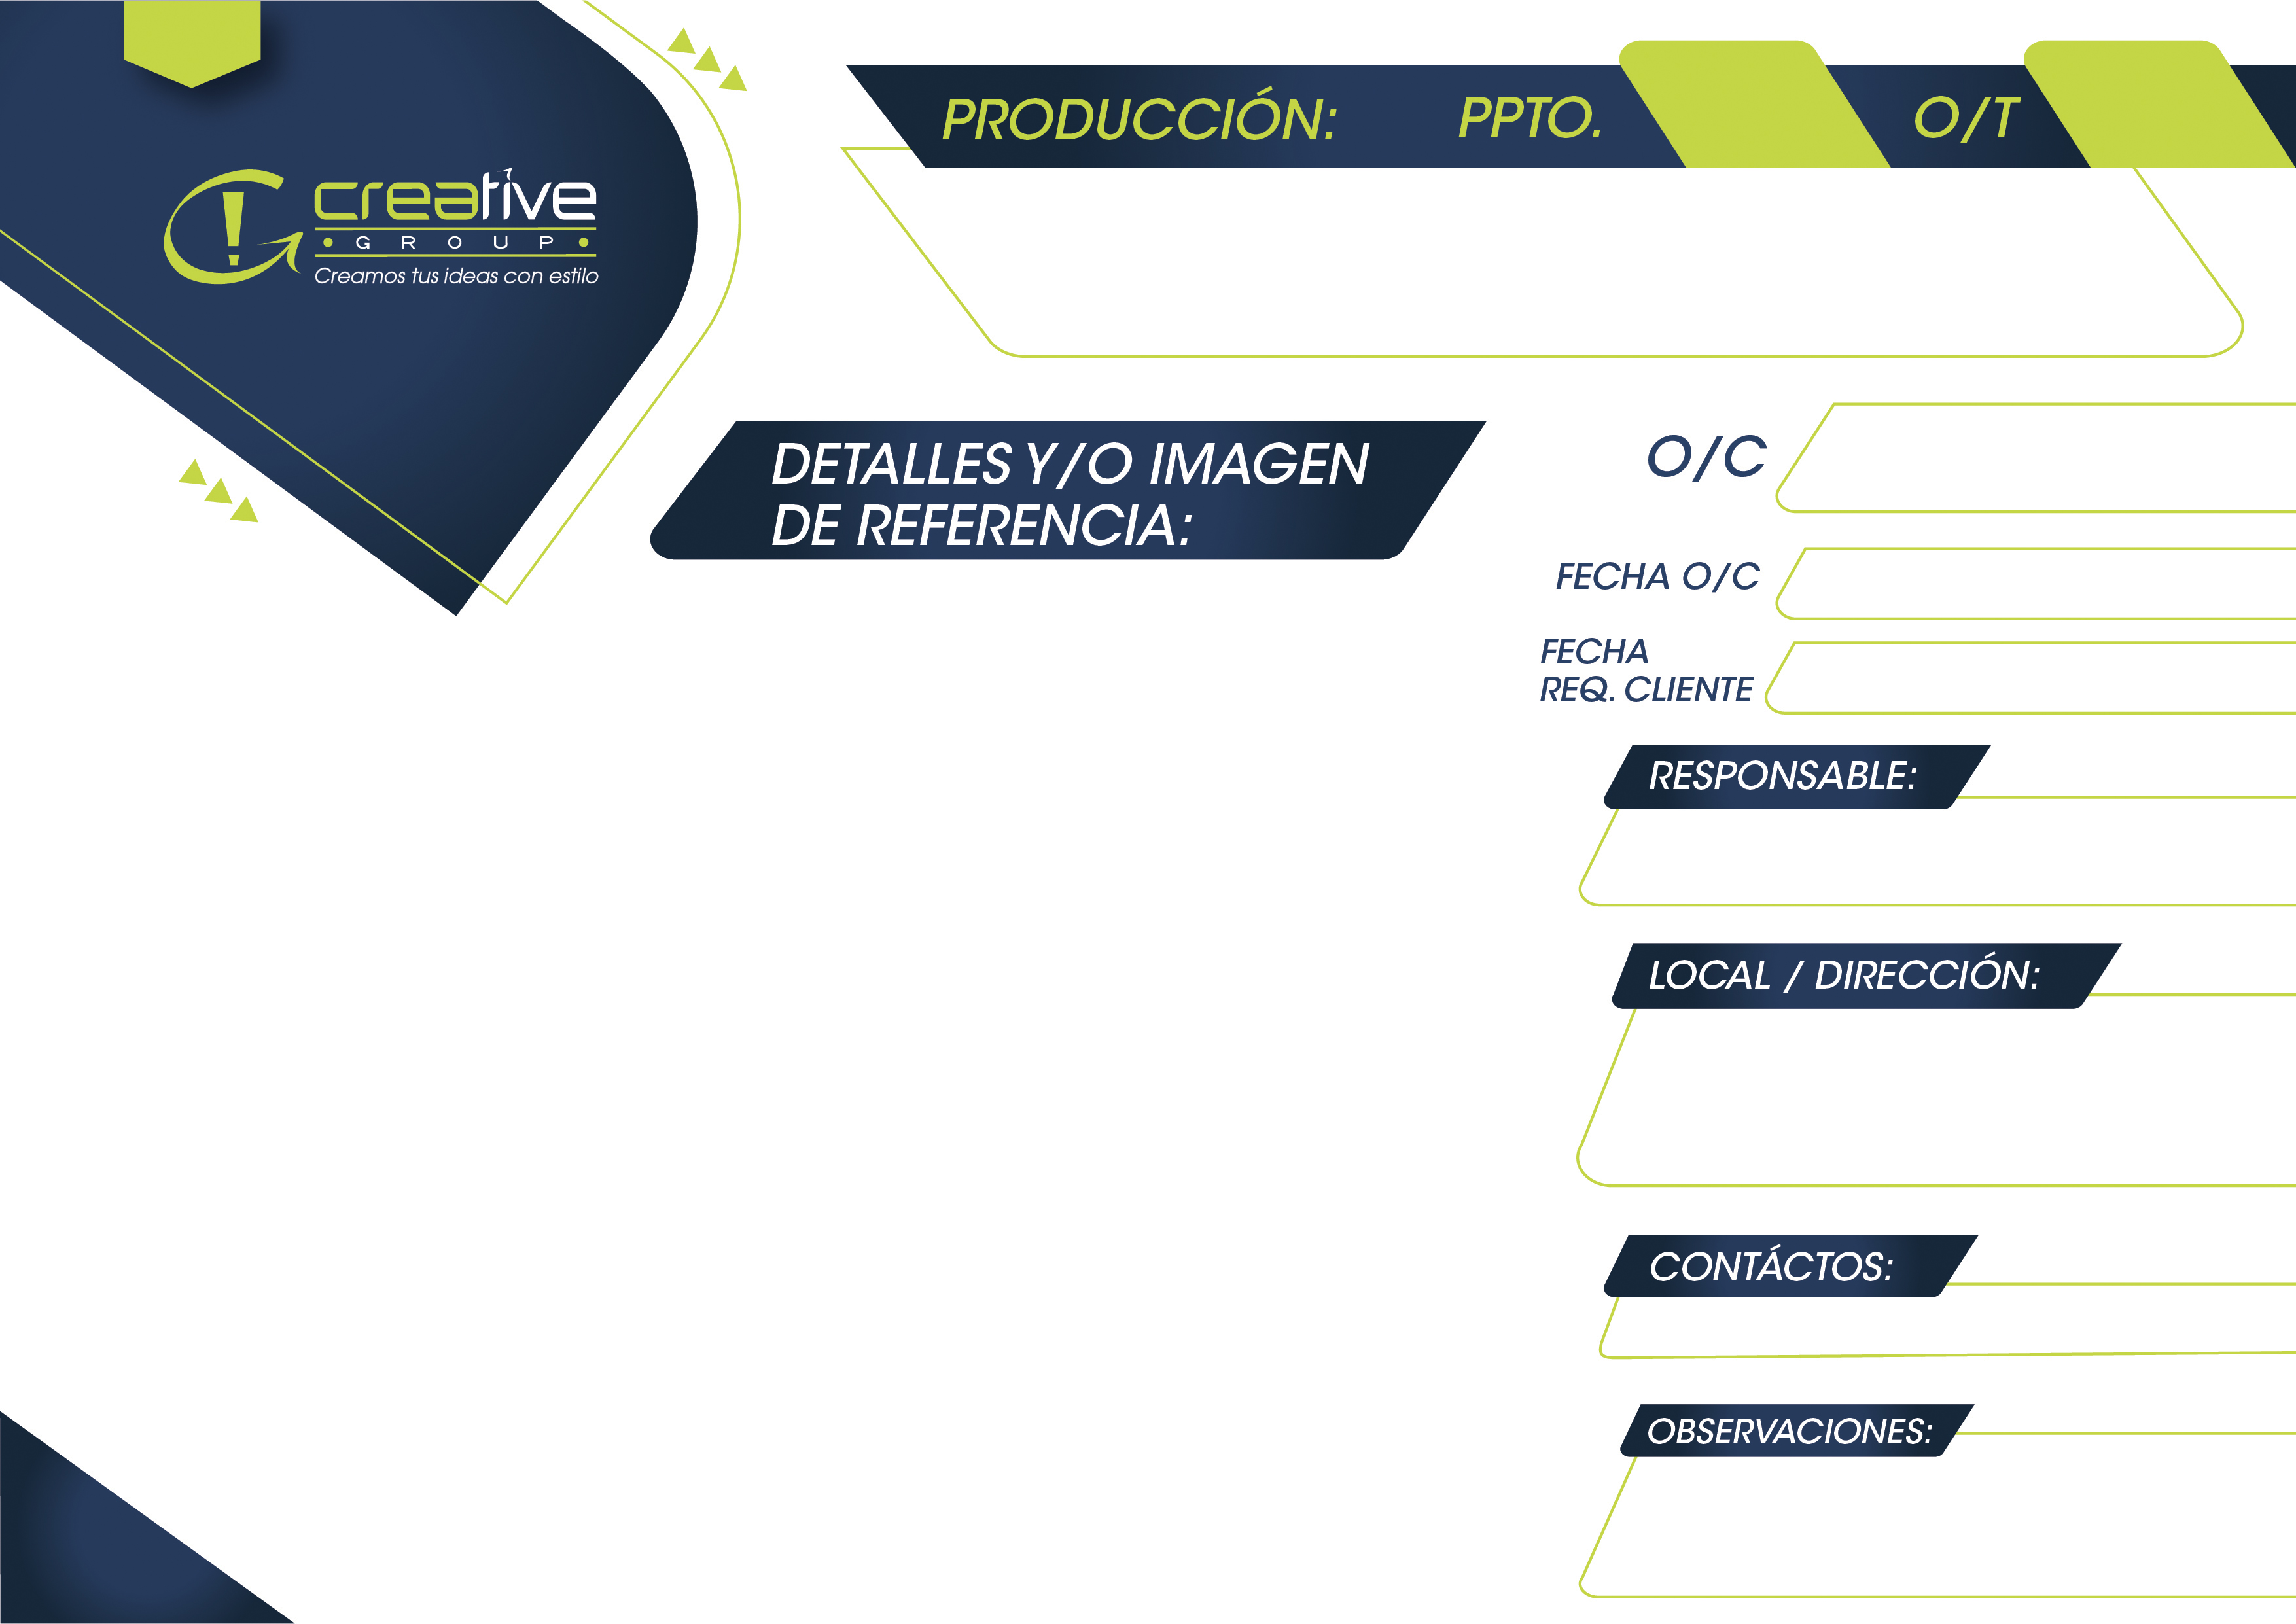 creative
GROUP
Creamos tus ideas con estilo
PRODUCCIÓN: PPTO. O/T
DETALLES Y/O IMAGEN
DE REFERENCIA:
O/C
FECHA O/C
FECHA
REQ. CLIENTE
RESPONSABLE:
LOCAL / DIRECCIÓN:
CONTÁCTOS:
OBSERVACIONES: